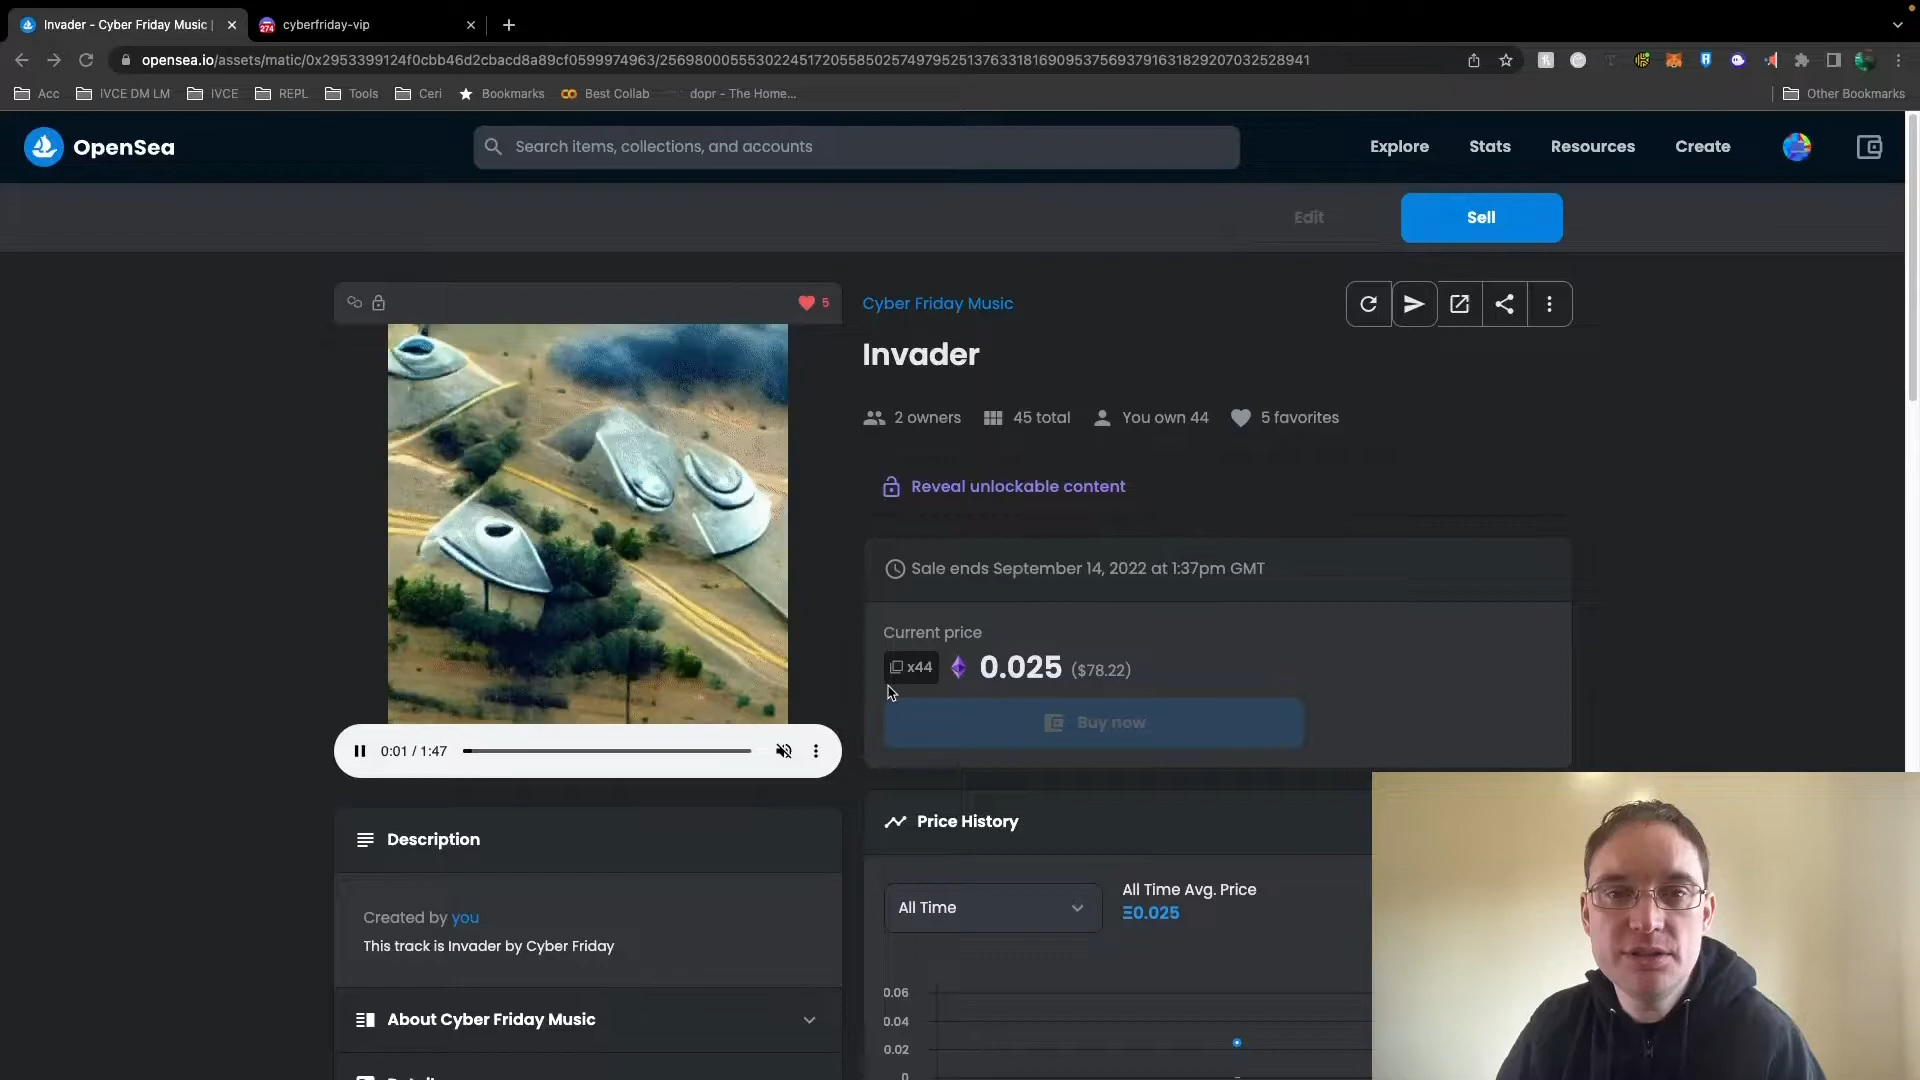 Invader - Cyber Friday Music |
cyberfriday-vip
opensea.io/assets/matic/0x2953399124f0cbb46d2cbacd8a89cf0599974963/25698000555302245172055850257497952513763318169095375693791631829207032528941
Acc
IVCE DM LM
IVCE
REPL
Tools
Ceri
Bookmarks
Best Collab
dopr - The Home...
Other Bookmarks
OpenSea
Search items, collections, and accounts
Explore
Stats
Resources
Create
Edit
Sell
5
Cyber Friday Music
Invader
2 owners
45 total
You own 44
5 favorites
Reveal unlockable content
Sale ends September 14, 2022 at 1:37pm GMT
Current price
x44
0.025 ($78.22)
Buy now
0:01 / 1:47
Description
Created by you
This track is Invader by Cyber Friday
About Cyber Friday Music
Price History
All Time
All Time Avg. Price
Ξ0.025
0.06
0.04
0.02
0